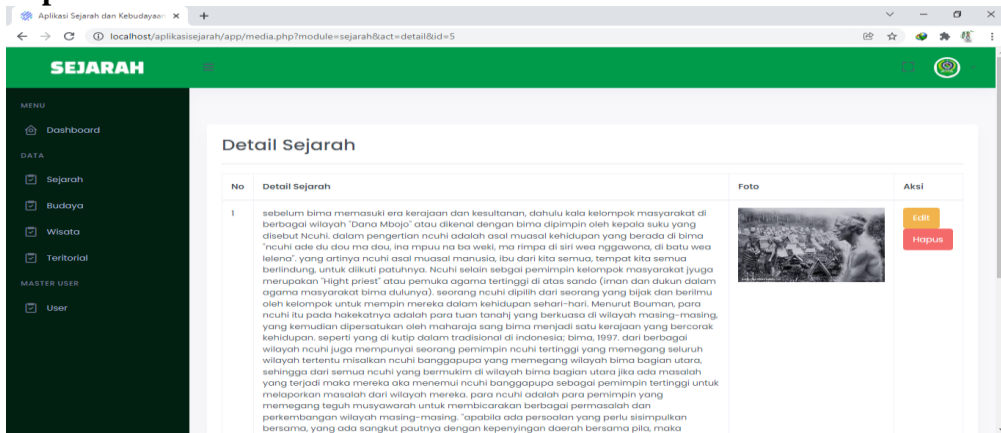 Aplikasi Sejarah dan Kebudayaan
localhost/aplikasisejarah/app/media.php?module=sejarah&act=detail&id=5
SEJARAH
MENU
Dashboard
DATA
Sejarah
Budaya
Wisata
Teritorial
MASTER USER
User
Detail Sejarah
No Detail Sejarah Foto Aksi
1 sebelum bima memasuki era kerajaan dan kesultanan, dahulu kala kelompok masyarakat di
berbagai wilayah "Dana Mbojo" atau dikenal dengan bima dipimpin oleh kepala suku yang
disebut Ncuhi. dalam pengertian ncuhi adalah asal muasal kehidupan yang berada di bima
"ncuhi ade du dou ma dou, ina mpuu na ba weki, ma rimpa di siri wea nggawona, di batu wea
lelena". yang artinya ncuhi asal muasal manusia, ibu dari kita semua, tempat kita semua
berlindung, untuk diikuti patuhnya. Ncuhi selain sebgai pemimpin kelompok masyarakat jyuga
merupakan "Hight priest" atau pemuka agama tertinggi di atas sando (iman dan dukun dalam
agama masyarakat bima dulunya). seorang ncuhi dipilih dari seorang yang bijak dan berilmu
oleh kelompok untuk mempin mereka dalam kehidupan sehari-hari. Menurut Bouman, para
ncuhi itu pada hakekatnya adalah para tuan tanahj yang berkuasa di wilayah masing-masing,
yang kemudian dipersatukan oleh maharaja sang bima menjadi satu kerajaan yang bercorak
kehidupan. seperti yang di kutip dalam tradisional di indonesia; bima, 1997. dari berbagai
wilayah ncuhi juga mempunyai seorang pemimpin ncuhi tertinggi yang memegang seluruh
wilayah tertentu misalkan ncuhi banggapupa yang memegang wilayah bima bagian utara,
sehingga dari semua ncuhi yang bermukim di wilayah bima bagian utara jika ada masalah
yang terjadi maka mereka aka menemui ncuhi banggapupa sebagai pemimpin tertinggi untuk
melaporkan masalah dari wilayah mereka. para ncuhi adalah para pemimpin yang
memegang teguh musyawarah untuk membicarakan berbagai permasalah dan
perkembangan wilayah masing-masing. "apabila ada persoalan yang perlu sisimpulkan
bersama, yang ada sangkut pautnya dengan kepenyingan daerah bersama pila, maka
Edit
Hapus